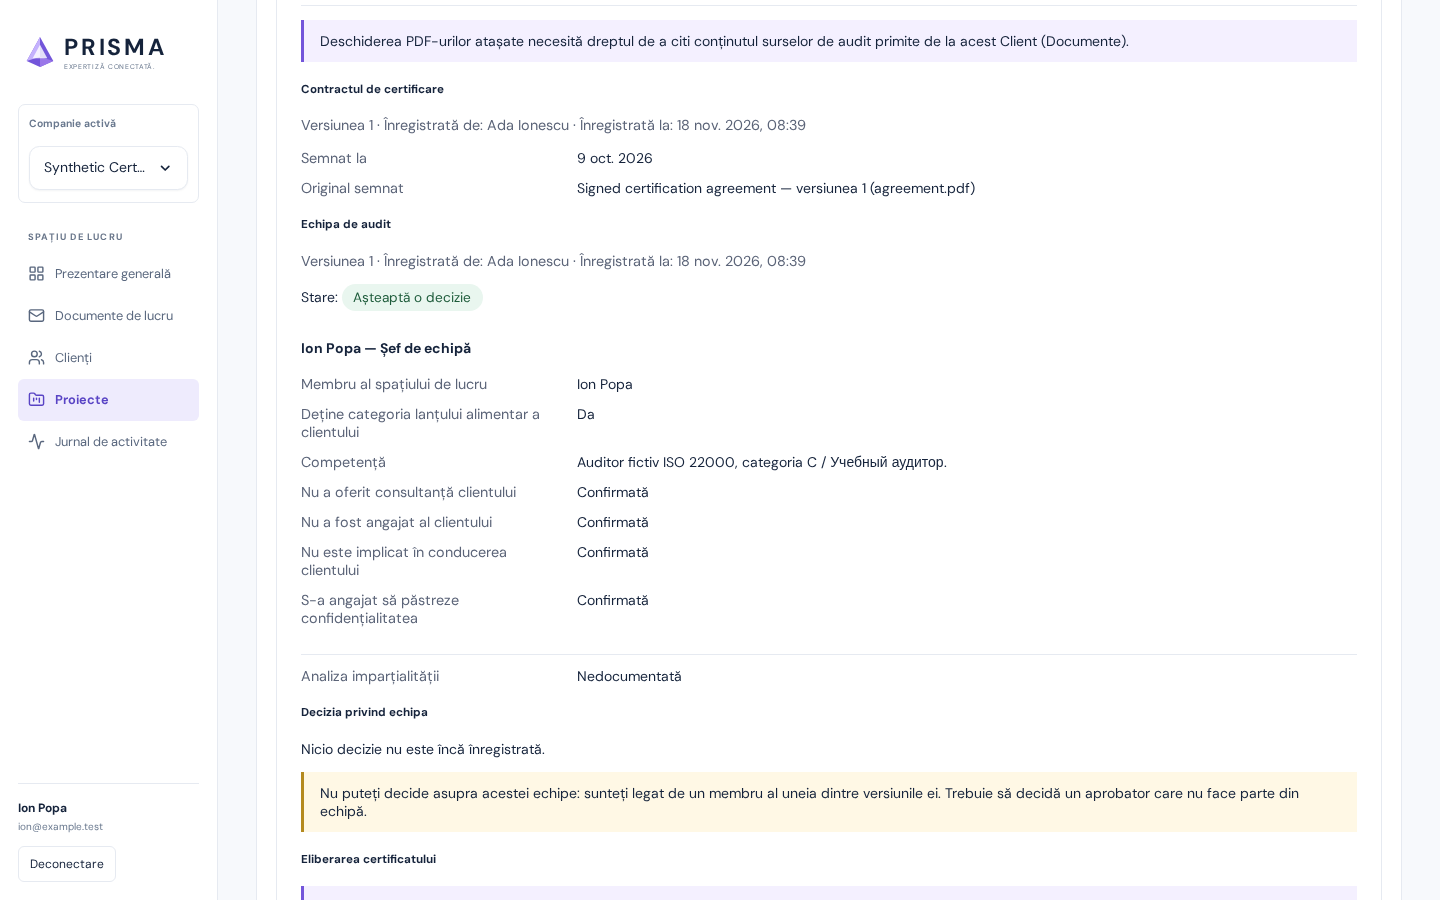 PRISMA
EXPERTIZĂ CONECTATĂ.
Companie activă
Synthetic Cert...
SPAȚIU DE LUCRU
Prezentare generală
Documente de lucru
Clienți
Proiecte
Jurnal de activitate
Ion Popa
ion@example.test
Deconectare
Deschiderea PDF-urilor atașate necesită dreptul de a citi conținutul surselor de audit primite de la acest Client (Documente).
Contractul de certificare
Versiunea 1 · Înregistrată de: Ada Ionescu · Înregistrată la: 18 nov. 2026, 08:39
Semnat la 9 oct. 2026
Original semnat Signed certification agreement — versiunea 1 (agreement.pdf)
Echipa de audit
Versiunea 1 · Înregistrată de: Ada Ionescu · Înregistrată la: 18 nov. 2026, 08:39
Stare: Așteaptă o decizie
Ion Popa — Șef de echipă
Membru al spațiului de lucru Ion Popa
Deține categoria lanțului alimentar a Da
clientului
Competență Auditor fictiv ISO 22000, categoria C / Учебный аудитор.
Nu a oferit consultanță clientului Confirmată
Nu a fost angajat al clientului Confirmată
Nu este implicat în conducerea Confirmată
clientului
S-a angajat să păstreze Confirmată
confidențialitatea
Analiza imparțialității Nedocumentată
Decizia privind echipa
Nicio decizie nu este încă înregistrată.
Nu puteți decide asupra acestei echipe: sunteți legat de un membru al uneia dintre versiunile ei. Trebuie să decidă un aprobator care nu face parte din
echipă.
Eliberarea certificatului